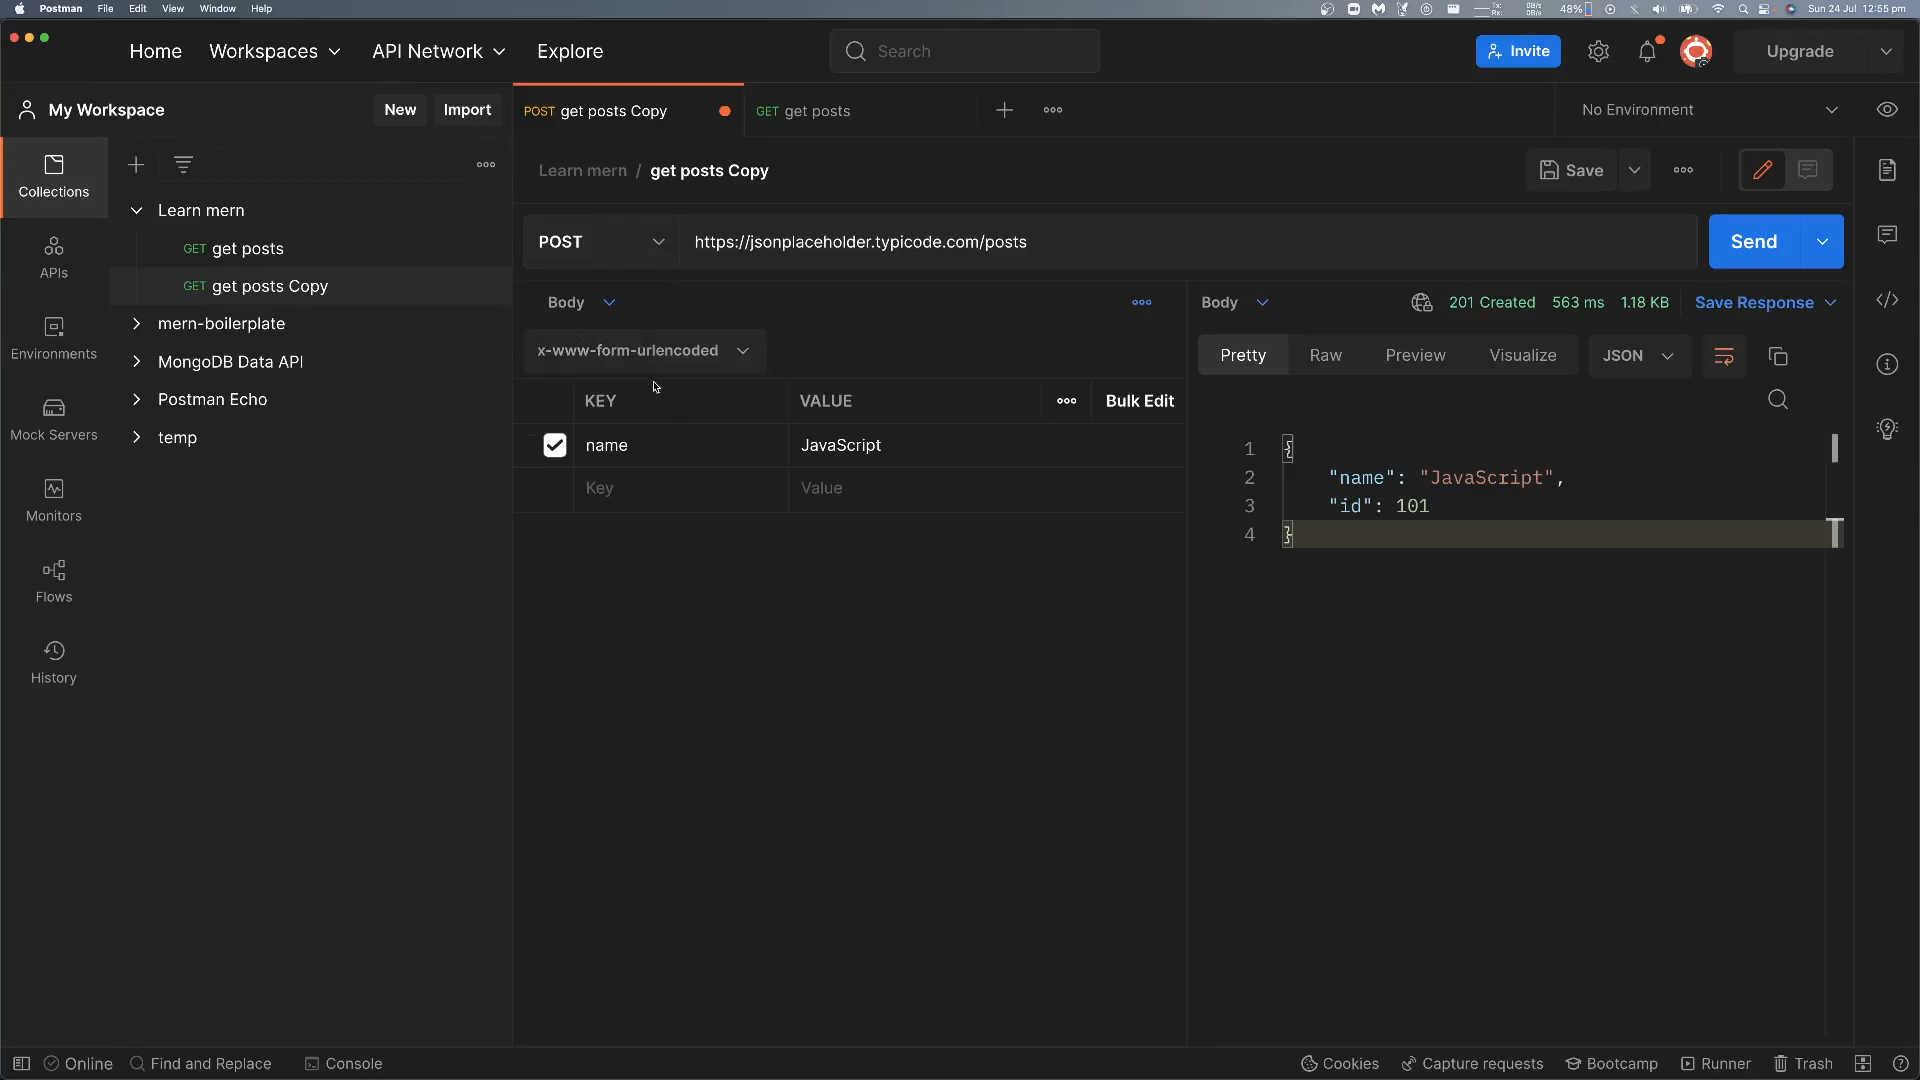 Postman File Edit View Window Help
48% Sun 24 Jul 12:55 pm
Home Workspaces API Network Explore
Search
Invite
Upgrade
My Workspace
New Import
POST get posts Copy
GET get posts
No Environment
Collections
APIs
Environments
Mock Servers
Monitors
Flows
History
Learn mern
GET get posts
GET get posts Copy
mern-boilerplate
MongoDB Data API
Postman Echo
temp
Learn mern / get posts Copy
Save
POST
https://jsonplaceholder.typicode.com/posts
Send
Body
x-www-form-urlencoded
KEY VALUE Bulk Edit
name JavaScript
Key Value
Body
201 Created 563 ms 1.18 KB Save Response
Pretty Raw Preview Visualize JSON
1 {
2 "name": "JavaScript",
3 "id": 101
4 }
Online Find and Replace Console
Cookies Capture requests Bootcamp Runner Trash